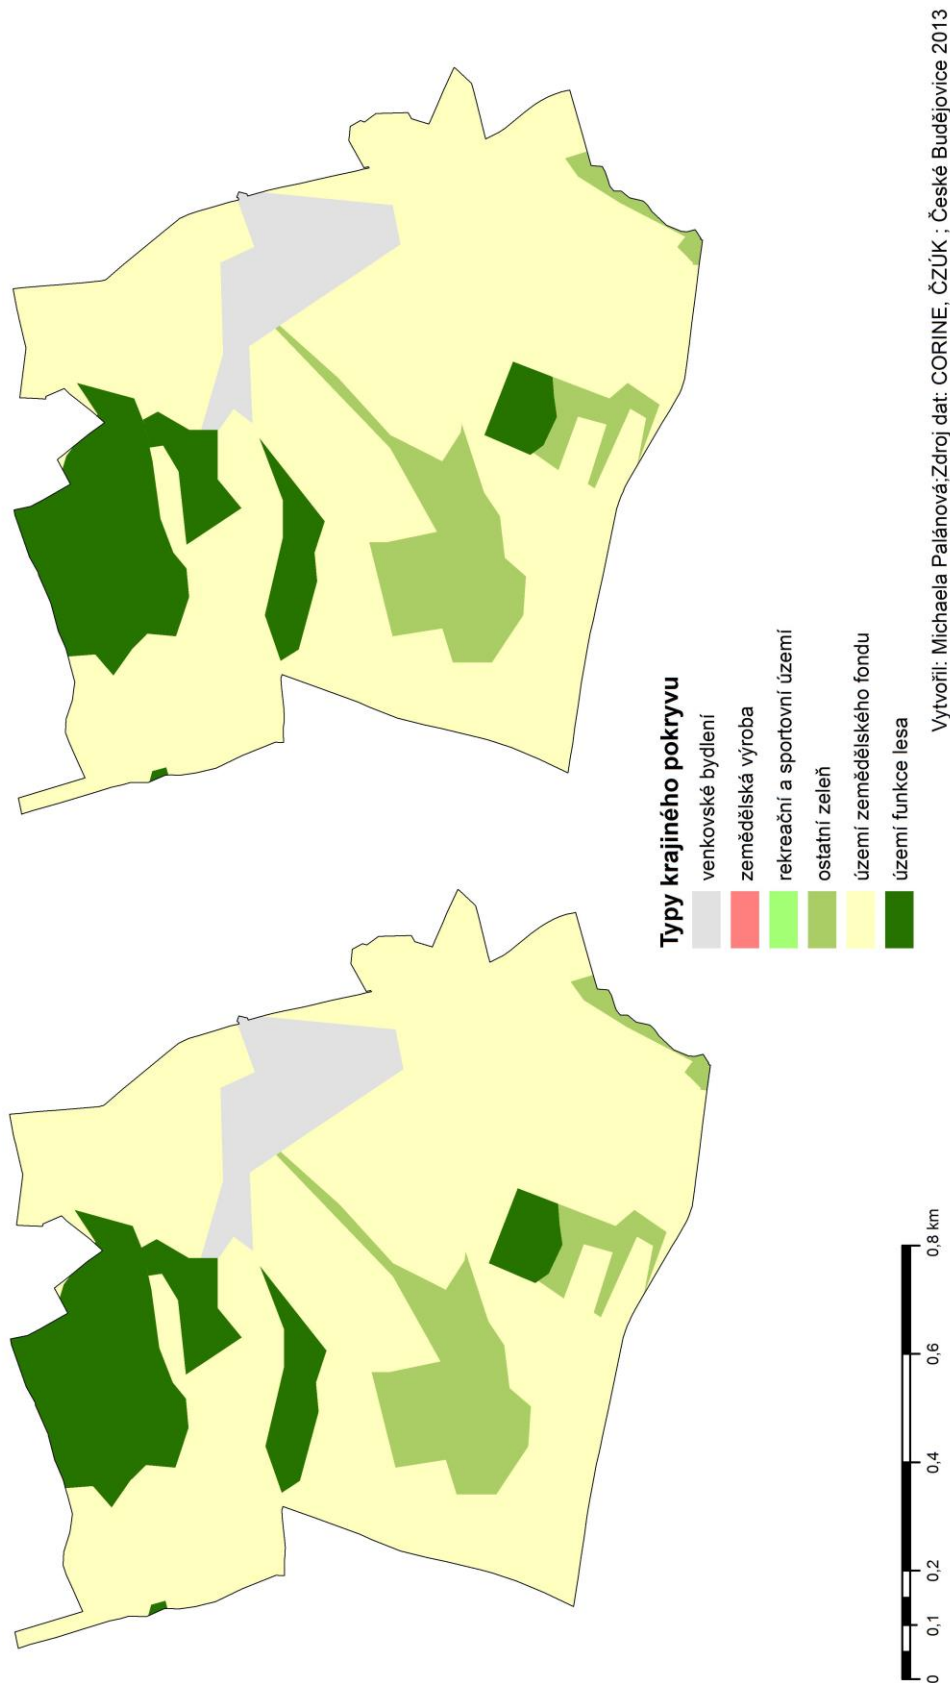 Typy krajiného pokryvu
venkovské bydlení
zemědělská výroba
rekreační a sportovní území
ostatní zeleň
území zemědělského fondu
území funkce lesa
0 0,1 0,2 0,4 0,6 0,8 km
Vytvořil: Michaela Palánová;Zdroj dat: CORINE, ČZÚK ; České Budějovice 2013